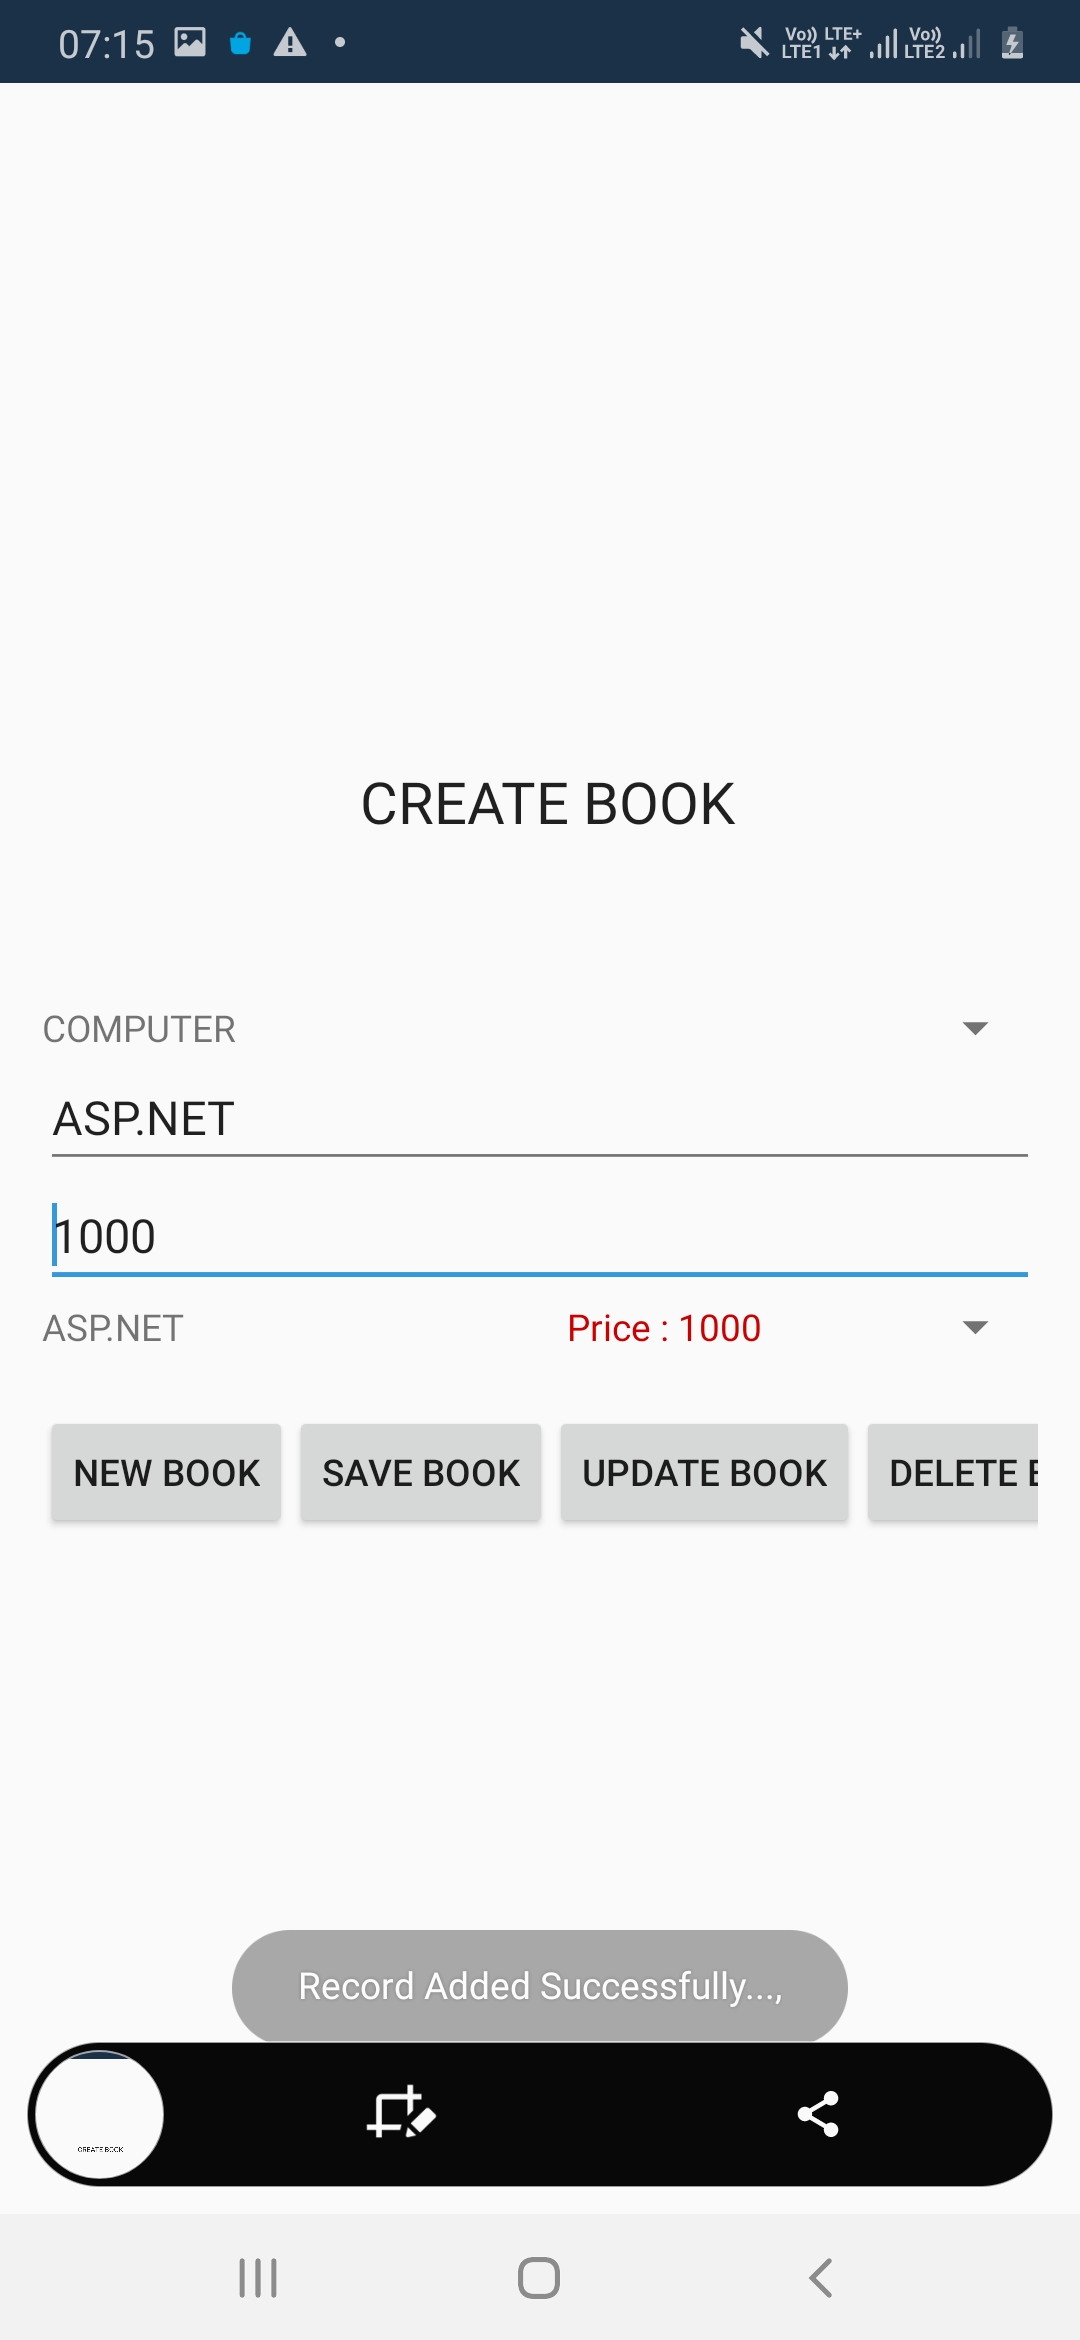 07:15 Vo)) LTE+ Vo))
LTE1 LTE2
CREATE BOOK
COMPUTER
ASP.NET
1000
ASP.NET Price : 1000
NEW BOOK SAVE BOOK UPDATE BOOK DELETE
Record Added Successfully...,
CREATE BOOK